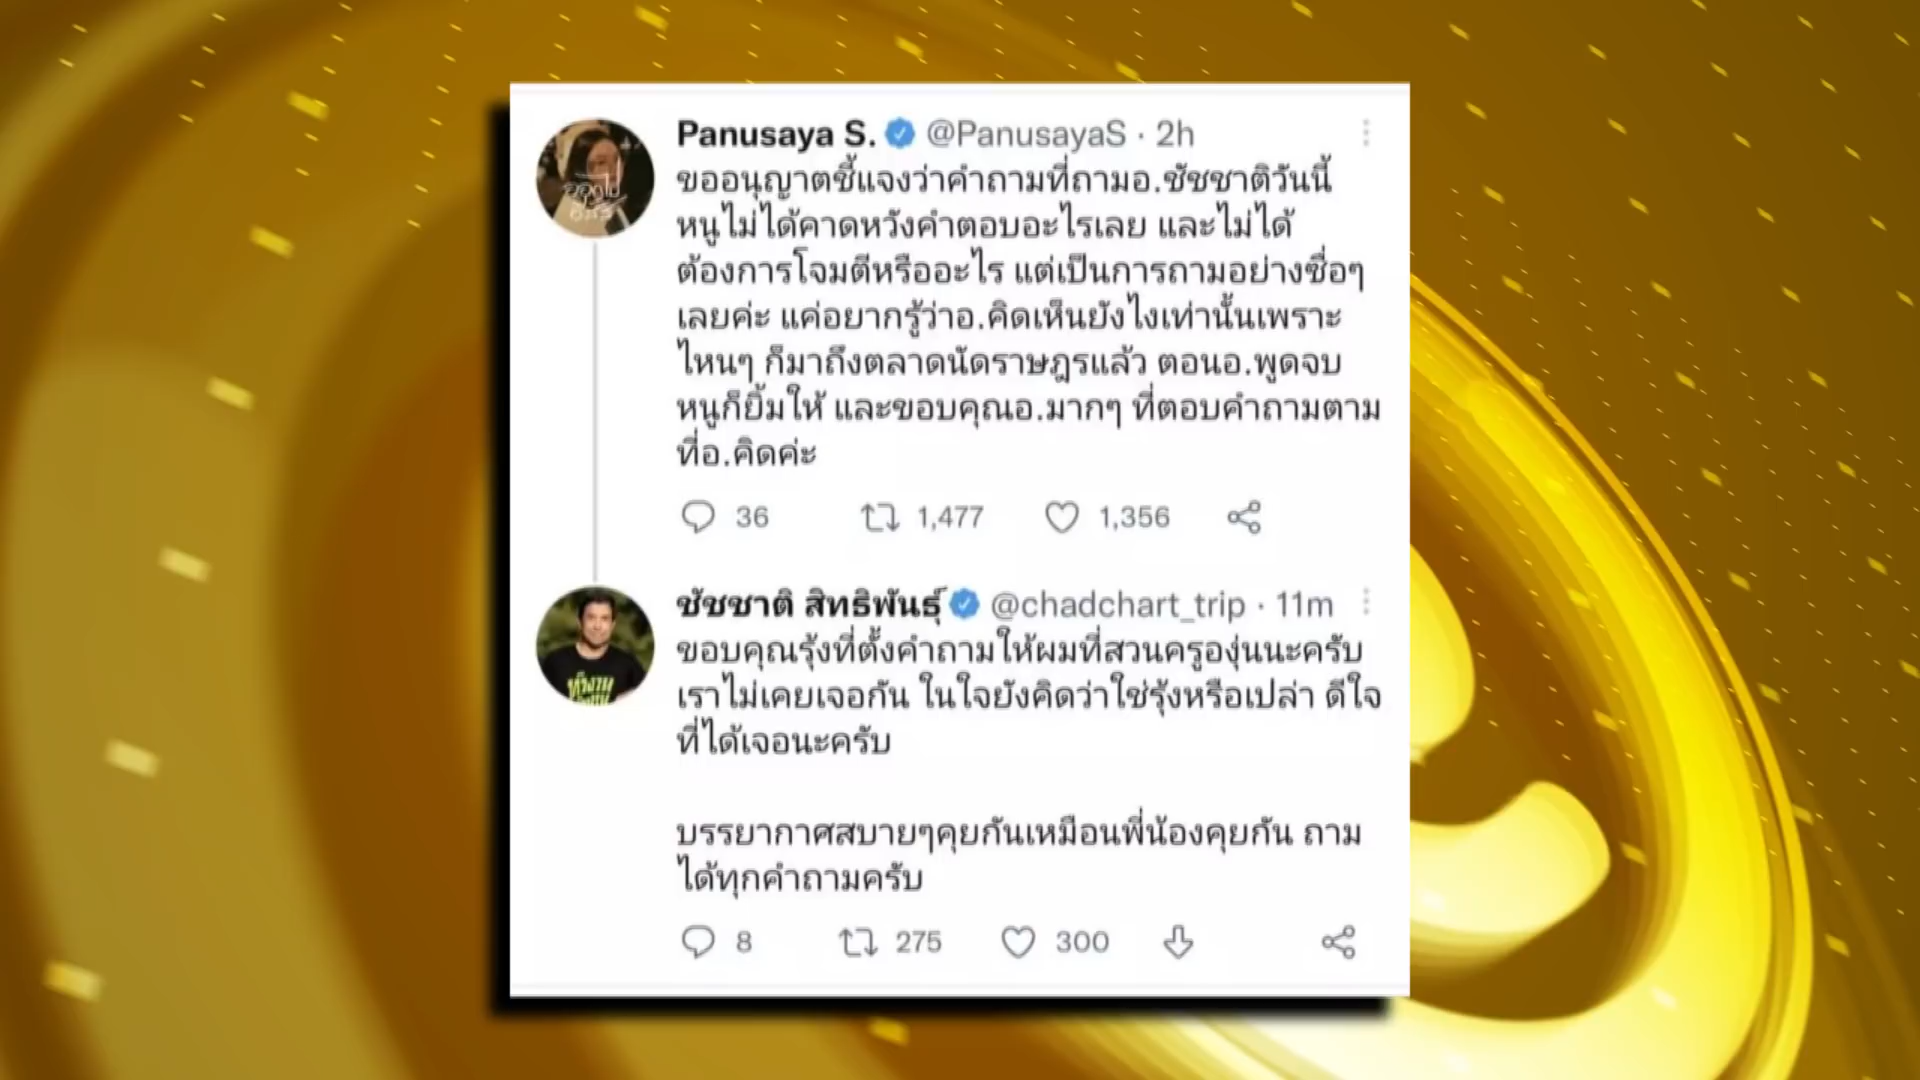 Panusaya S. @PanusayaS · 2h
ขออนุญาตชี้แจงว่าคำถามที่ถามอ.ชัชชาติวันนี้
หนูไม่ได้คาดหวังคำตอบอะไรเลย และไม่ได้
ต้องการโจมตีหรืออะไร แต่เป็นการถามอย่างซื่อๆ
เลยค่ะ แค่อยากรู้ว่าอ.คิดเห็นยังไงเท่านั้นเพราะ
ไหนๆ ก็มาถึงตลาดนัดราษฎรแล้ว ตอนอ.พูดจบ
หนูก็ยิ้มให้ และขอบคุณอ.มากๆ ที่ตอบคำถามตาม
ที่อ.คิดค่ะ
36 1,477 1,356
ชัชชาติ สิทธิพันธุ์ @chadchart_trip · 11m
ขอบคุณรุ้งที่ตั้งคำถามให้ผมที่สวนครูองุ่นนะครับ
เราไม่เคยเจอกัน ในใจยังคิดว่าใช่รุ้งหรือเปล่า ดีใจ
ที่ได้เจอนะครับ
บรรยากาศสบายๆคุยกันเหมือนพี่น้องคุยกัน ถาม
ได้ทุกคำถามครับ
8 275 300